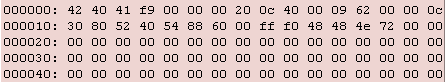 000000: 42 40 41 f9 00 00 00 20 0c 40 00 09 62 00 00 0c
000010: 30 80 52 40 54 88 60 00 ff f0 48 48 4e 72 00 00
000020: 00 00 00 00 00 00 00 00 00 00 00 00 00 00 00 00
000030: 00 00 00 00 00 00 00 00 00 00 00 00 00 00 00 00
000040: 00 00 00 00 00 00 00 00 00 00 00 00 00 00 00 00